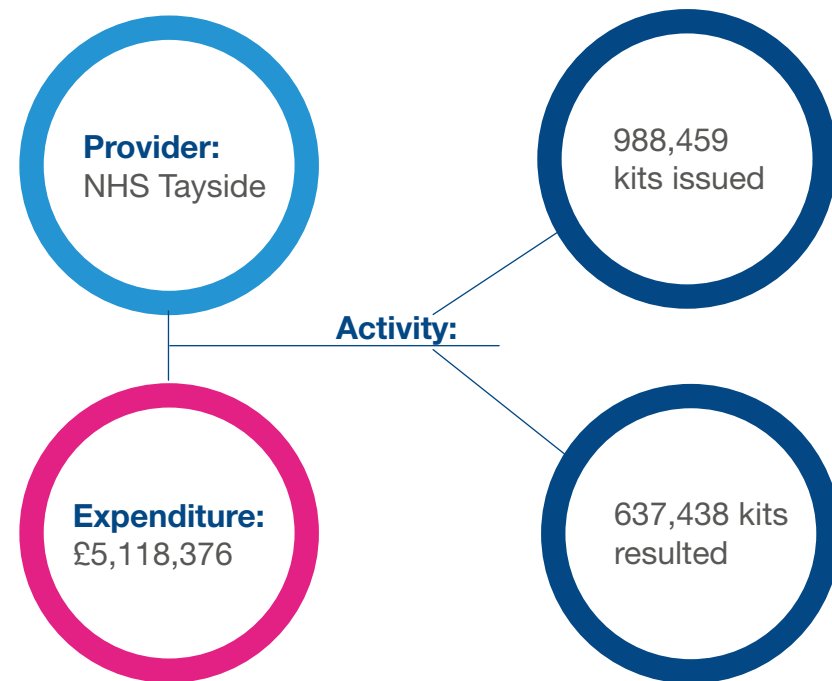 Provider:
NHS Tayside
988,459
kits issued
Activity:
Expenditure:
£5,118,376
637,438 kits
resulted